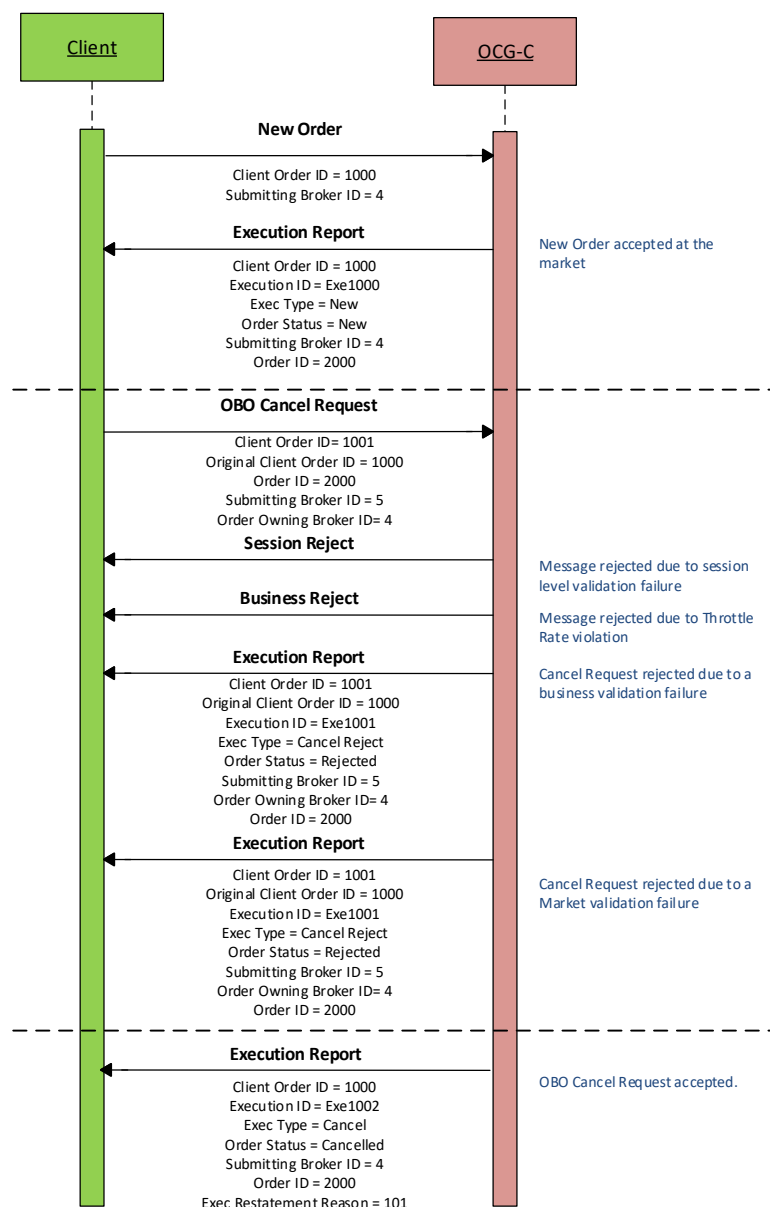 Client
OCG-C
New Order
Client Order ID = 1000
Submitting Broker ID = 4
Execution Report
New Order accepted at the
market
Client Order ID = 1000
Execution ID = Exe1000
Exec Type = New
Order Status = New
Submitting Broker ID = 4
Order ID = 2000
OBO Cancel Request
Client Order ID= 1001
Original Client Order ID = 1000
Order ID = 2000
Submitting Broker ID = 5
Order Owning Broker ID= 4
Session Reject
Message rejected due to session
level validation failure
Business Reject
Message rejected due to Throttle
Rate violation
Execution Report
Cancel Request rejected due to a
business validation failure
Client Order ID = 1001
Original Client Order ID = 1000
Execution ID = Exe1001
Exec Type = Cancel Reject
Order Status = Rejected
Submitting Broker ID = 5
Order Owning Broker ID= 4
Order ID = 2000
Execution Report
Client Order ID = 1001
Original Client Order ID = 1000
Execution ID = Exe1001
Exec Type = Cancel Reject
Order Status = Rejected
Submitting Broker ID = 5
Order Owning Broker ID= 4
Order ID = 2000
Cancel Request rejected due to a
Market validation failure
Execution Report
OBO Cancel Request accepted.
Client Order ID = 1000
Execution ID = Exe1002
Exec Type = Cancel
Order Status = Cancelled
Submitting Broker ID = 4
Order ID = 2000
Exec Restatement Reason = 101